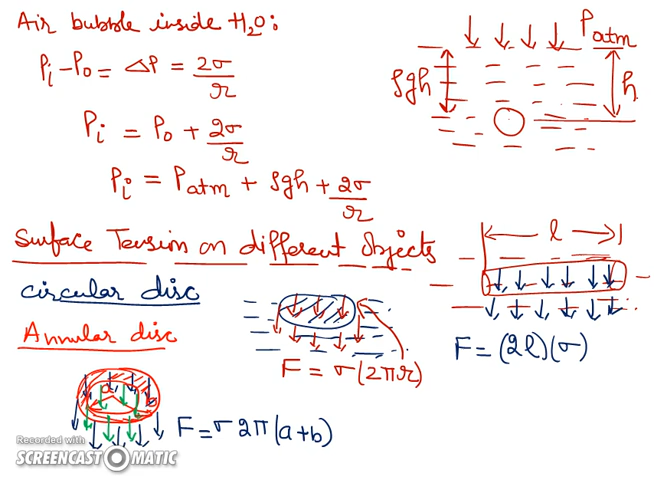 Air bubble inside H₂O:
Pi - Po = ΔP = 2σ/r
Pi = Po + 2σ/r
Pi = Patm + ρgh + 2σ/r
Patm
ρgh
h
Surface Tension on different objects
l
circular disc
F = σ(2πr)
F = (2l)(σ)
Annular disc
F = σ 2π(a+b)
Recorded with
SCREENCAST O MATIC